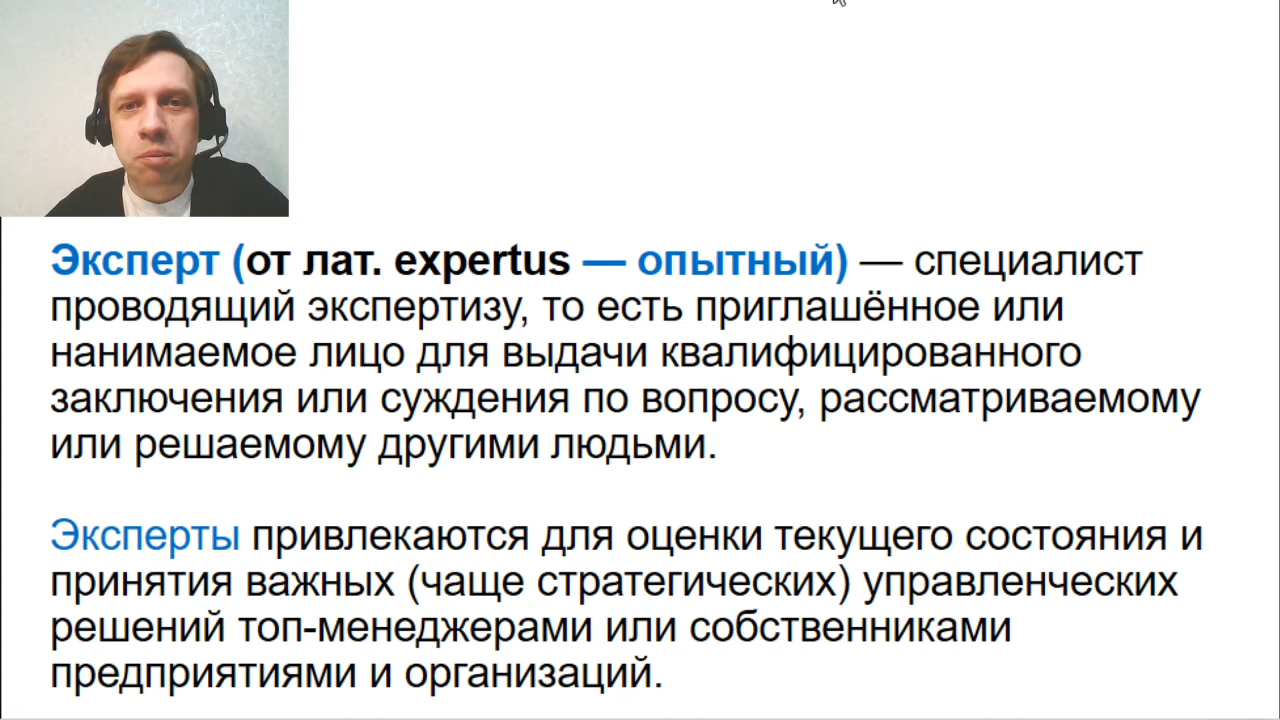 Эксперт (от лат. expertus — опытный) — специалист
проводящий экспертизу, то есть приглашённое или
нанимаемое лицо для выдачи квалифицированного
заключения или суждения по вопросу, рассматриваемому
или решаемому другими людьми.
Эксперты привлекаются для оценки текущего состояния и
принятия важных (чаще стратегических) управленческих
решений топ-менеджерами или собственниками
предприятиями и организаций.